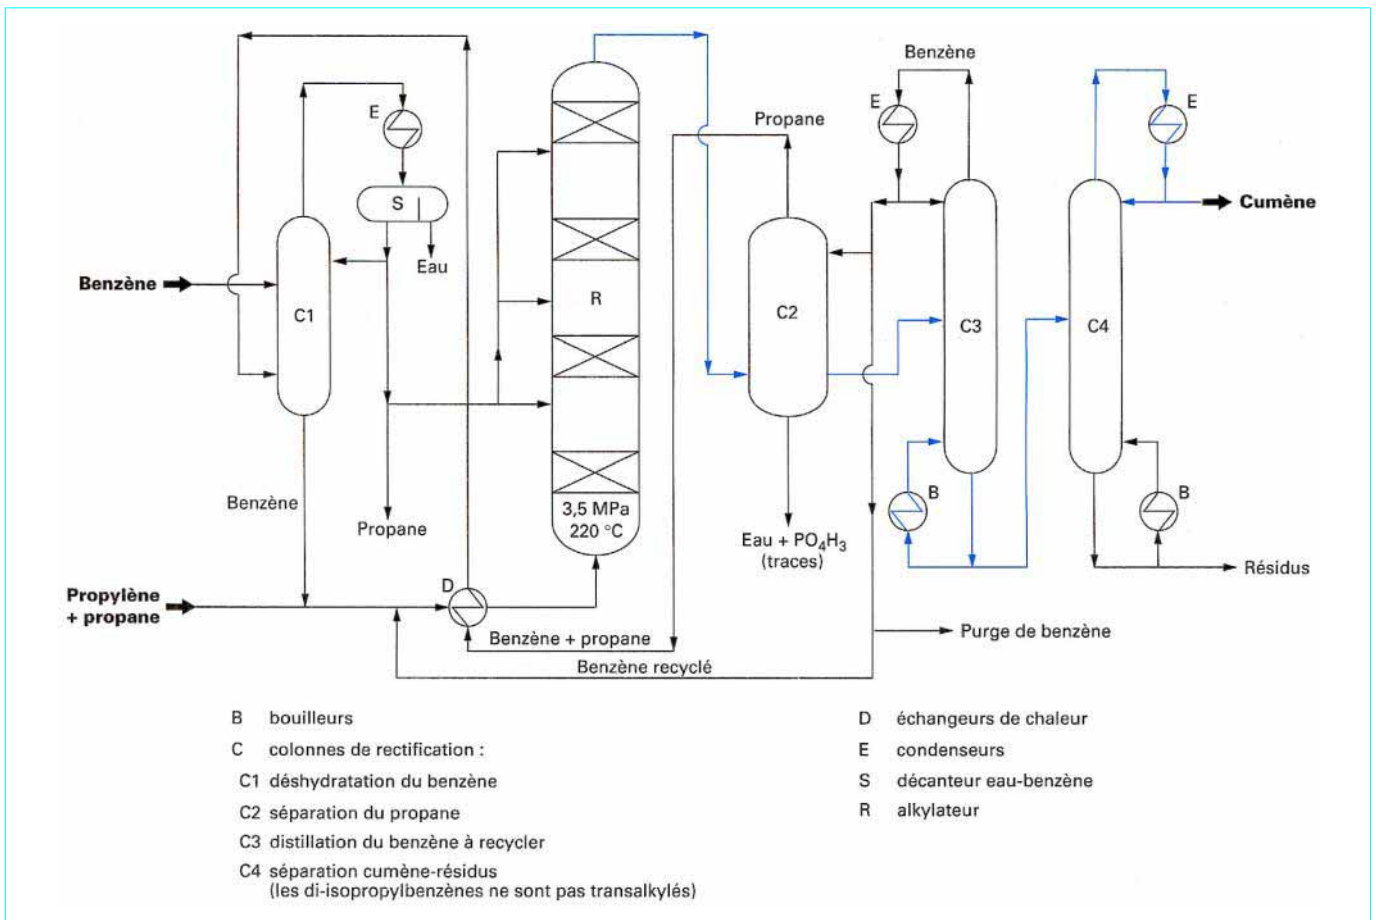 Benzène
E
E
E
Propane
S
Cumène
Eau
Benzène
C1
R
C2
C3
C4
Benzène
3,5 MPa
220 °C
B
B
Propane
Eau + PO₄H₃
(traces)
Résidus
D
Propylène
+ propane
Benzène + propane
Purge de benzène
Benzène recyclé
B bouilleurs
C colonnes de rectification :
C1 déshydratation du benzène
C2 séparation du propane
C3 distillation du benzène à recycler
C4 séparation cumène-résidus
(les di-isopropylbenzènes ne sont pas transalkylés)
D échangeurs de chaleur
E condenseurs
S décanteur eau-benzène
R alkylateur